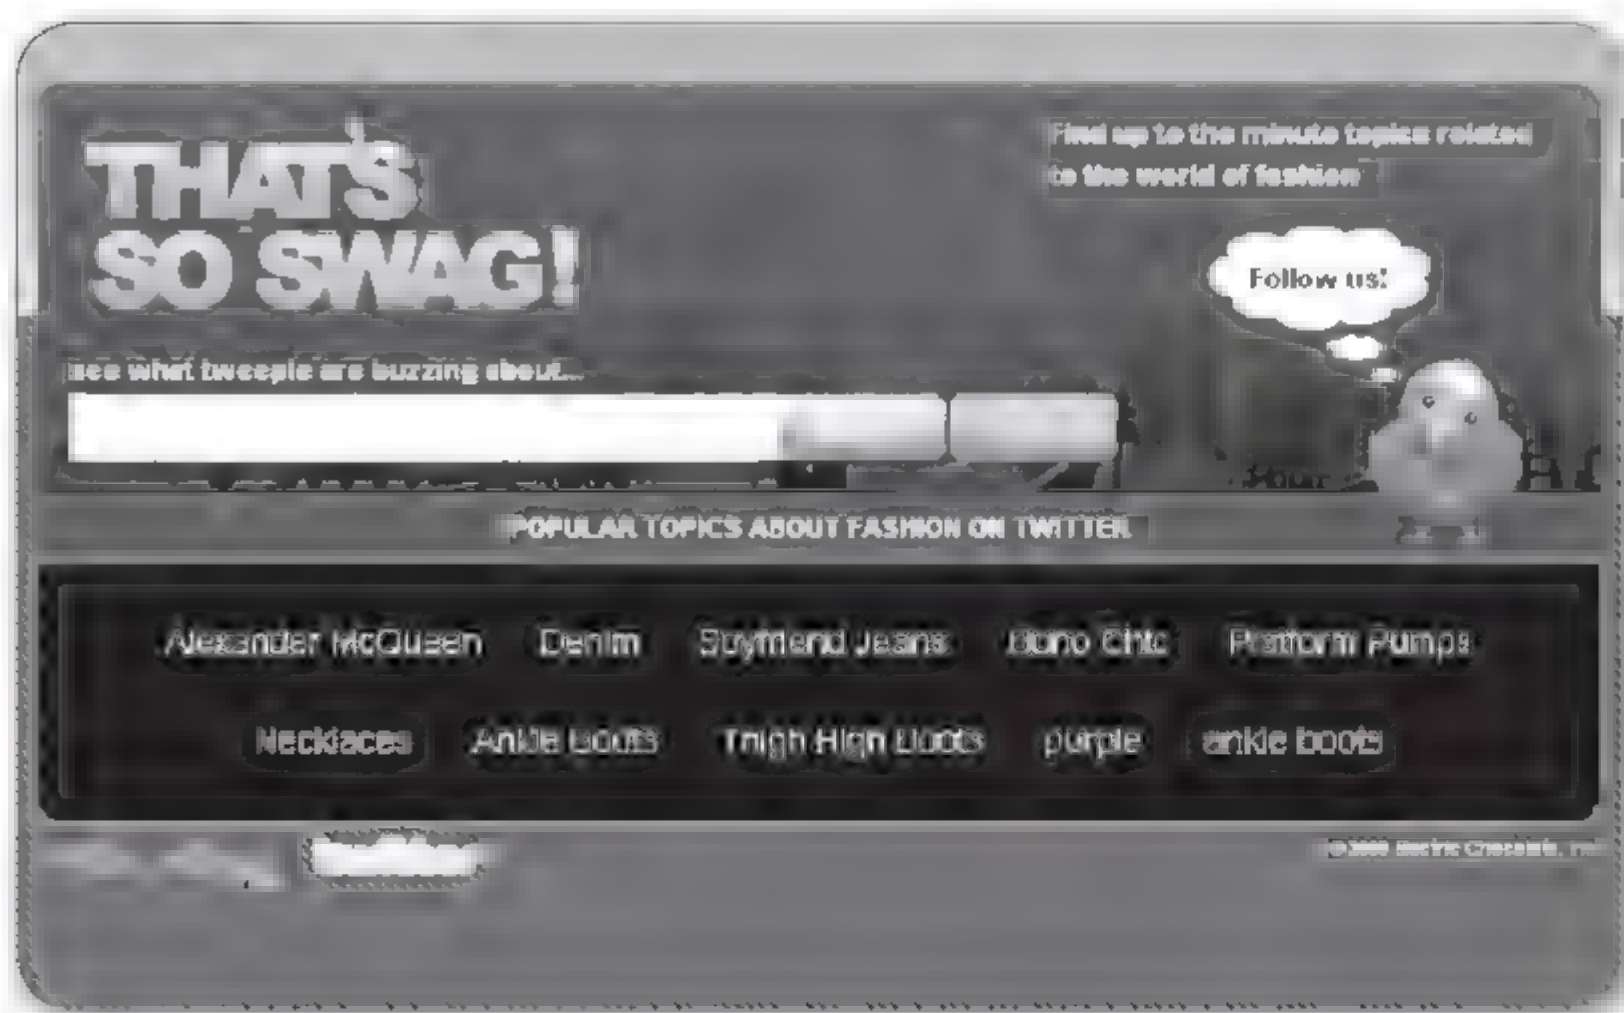 THAT'S
SO SWAG!
Find up to the minute topics related
to the world of fashion
Follow us!
see what tweeple are buzzing about...
POPULAR TOPICS ABOUT FASHION ON TWITTER
Alexander McQueen Denim Boyfriend Jeans Boho Chic Platform Pumps
Necklaces Ankle boots Thigh High Boots purple ankle boots